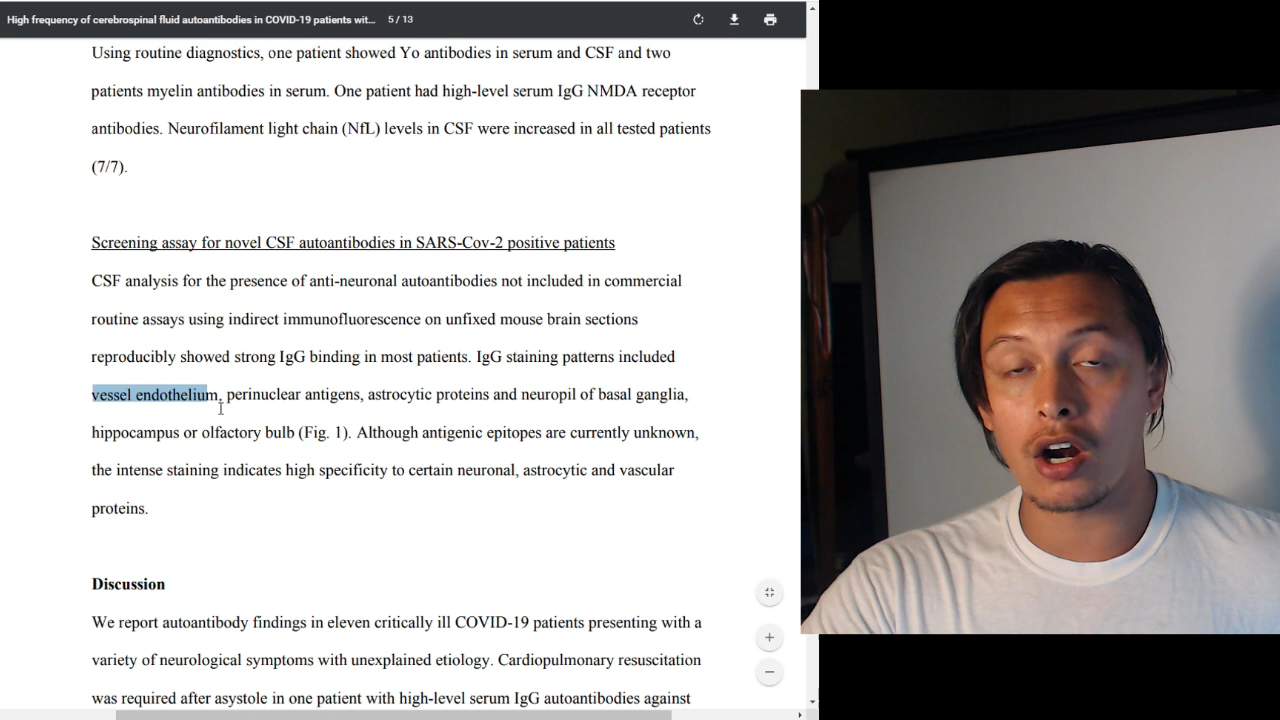 High frequency of cerebrospinal fluid autoantibodies in COVID-19 patients wit... 5 / 13
Using routine diagnostics, one patient showed Yo antibodies in serum and CSF and two
patients myelin antibodies in serum. One patient had high-level serum IgG NMDA receptor
antibodies. Neurofilament light chain (NfL) levels in CSF were increased in all tested patients
(7/7).
Screening assay for novel CSF autoantibodies in SARS-Cov-2 positive patients
CSF analysis for the presence of anti-neuronal autoantibodies not included in commercial
routine assays using indirect immunofluorescence on unfixed mouse brain sections
reproducibly showed strong IgG binding in most patients. IgG staining patterns included
vessel endothelium, perinuclear antigens, astrocytic proteins and neuropil of basal ganglia,
hippocampus or olfactory bulb (Fig. 1). Although antigenic epitopes are currently unknown,
the intense staining indicates high specificity to certain neuronal, astrocytic and vascular
proteins.
Discussion
We report autoantibody findings in eleven critically ill COVID-19 patients presenting with a
variety of neurological symptoms with unexplained etiology. Cardiopulmonary resuscitation
was required after asystole in one patient with high-level serum IgG autoantibodies against